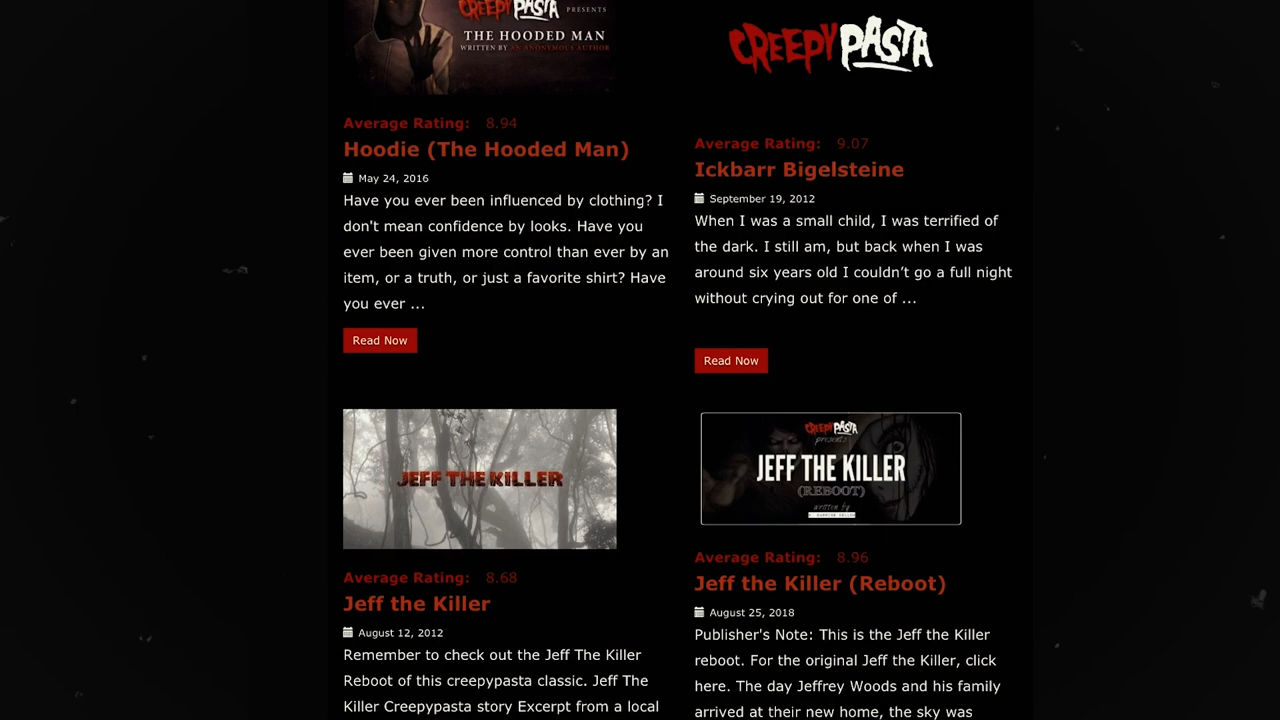 CREEPYPASTA PRESENTS
THE HOODED MAN
WRITTEN BY AN ANONYMOUS AUTHOR
Average Rating: 8.94
Hoodie (The Hooded Man)
May 24, 2016
Have you ever been influenced by clothing? I
don't mean confidence by looks. Have you
ever been given more control than ever by an
item, or a truth, or just a favorite shirt? Have
you ever ...
Read Now
CREEPYPASTA
Average Rating: 9.07
Ickbarr Bigelsteine
September 19, 2012
When I was a small child, I was terrified of
the dark. I still am, but back when I was
around six years old I couldn’t go a full night
without crying out for one of ...
Read Now
JEFF THE KILLER
Average Rating: 8.68
Jeff the Killer
August 12, 2012
Remember to check out the Jeff The Killer
Reboot of this creepypasta classic. Jeff The
Killer Creepypasta story Excerpt from a local
CREEPYPASTA
presents
JEFF THE KILLER
(REBOOT)
written by
Average Rating: 8.96
Jeff the Killer (Reboot)
August 25, 2018
Publisher's Note: This is the Jeff the Killer
reboot. For the original Jeff the Killer, click
here. The day Jeffrey Woods and his family
arrived at their new home, the sky was